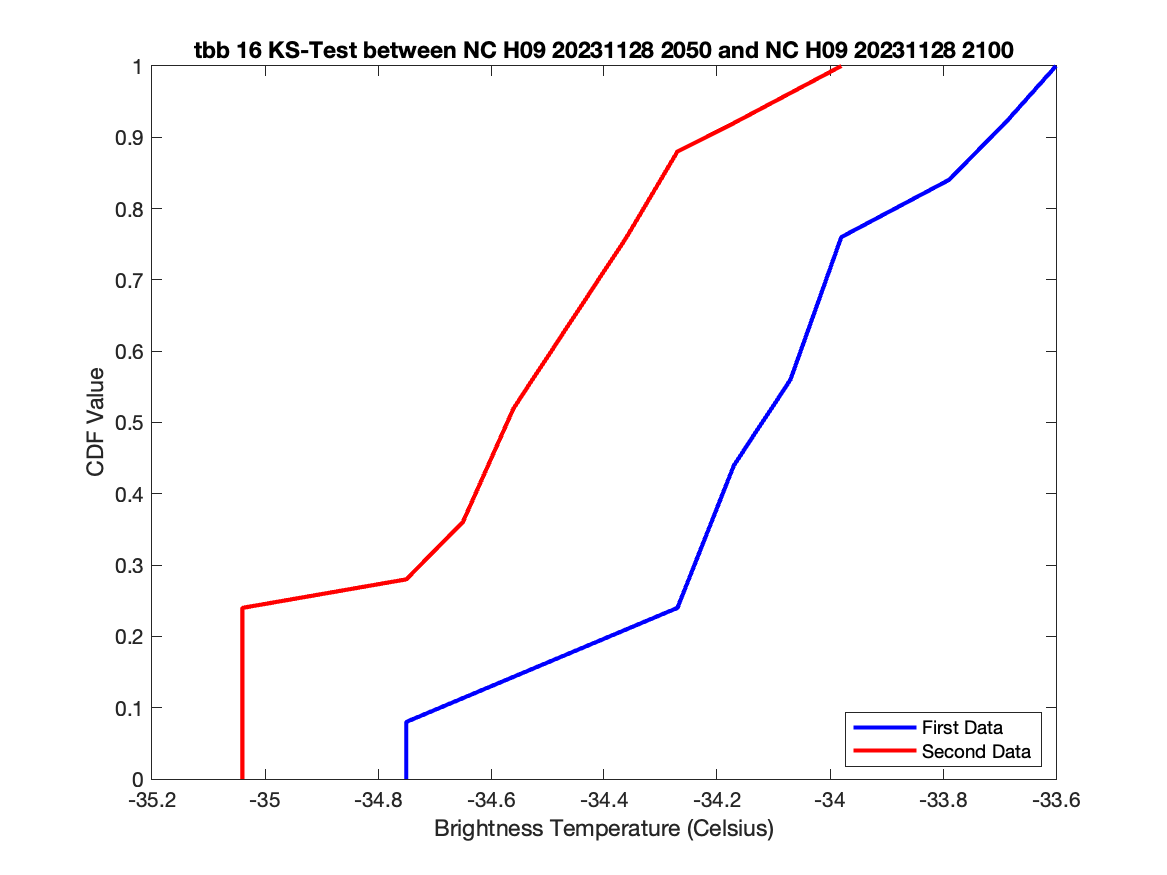 tbb 16 KS-Test between NC H09 20231128 2050 and NC H09 20231128 2100
1
0.9
0.8
0.7
0.6
0.5
0.4
0.3
0.2
0.1
0
CDF Value
First Data
Second Data
-35.2 -35 -34.8 -34.6 -34.4 -34.2 -34 -33.8 -33.6
Brightness Temperature (Celsius)